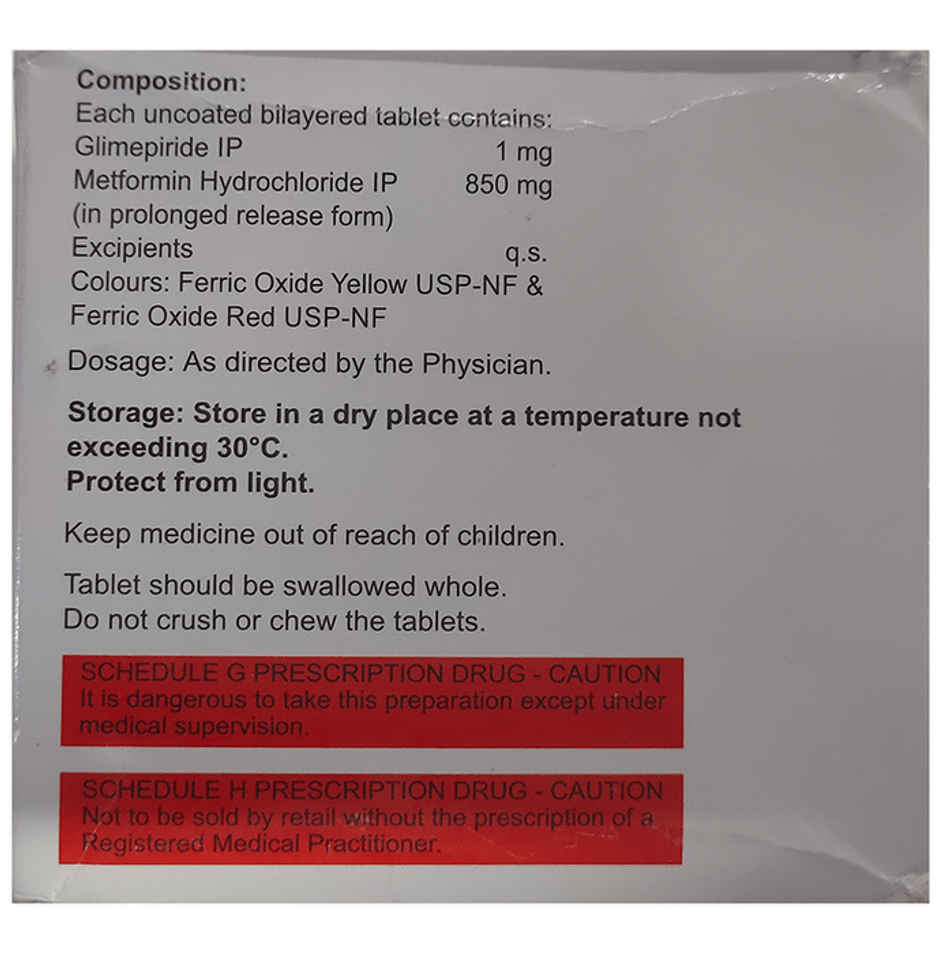 Composition:
Each uncoated bilayered tablet contains:
Glimepiride IP 1 mg
Metformin Hydrochloride IP 850 mg
(in prolonged release form)
Excipients q.s.
Colours: Ferric Oxide Yellow USP-NF &
Ferric Oxide Red USP-NF
Dosage: As directed by the Physician.
Storage: Store in a dry place at a temperature not
exceeding 30°C.
Protect from light.
Keep medicine out of reach of children.
Tablet should be swallowed whole.
Do not crush or chew the tablets.
SCHEDULE G PRESCRIPTION DRUG - CAUTION
It is dangerous to take this preparation except under
medical supervision.
SCHEDULE H PRESCRIPTION DRUG - CAUTION
Not to be sold by retail without the prescription of a
Registered Medical Practitioner.